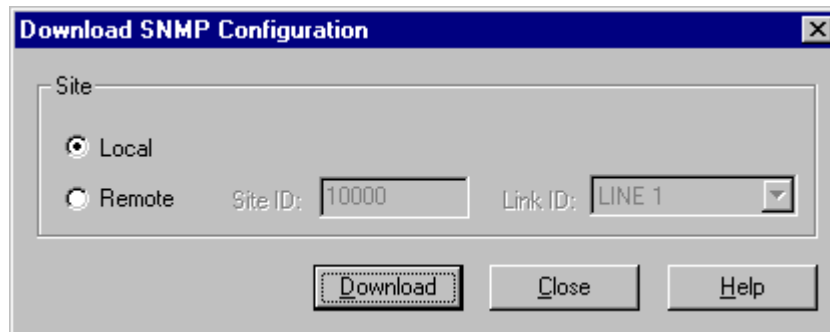 Download SNMP Configuration
Site
Local
Remote Site ID: 10000 Link ID: LINE 1
Download Close Help